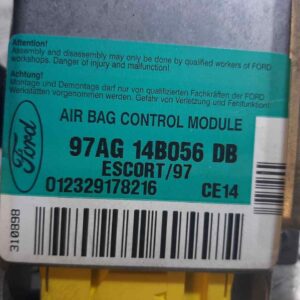 Attention!
Assembly and disassembly may only be done by qualified workers of FORD
workshops. Danger of injury and malfunction!
Achtung!
Montage und Demontage darf nur von qualifizierten Fachkräften der FORD
Werkstätten vorgenommen werden. Gefahr von Verletzung und Fehlfunktion!
Ford
AIR BAG CONTROL MODULE
97AG 14B056 DB
ESCORT/97
012329178216 CE14
310898